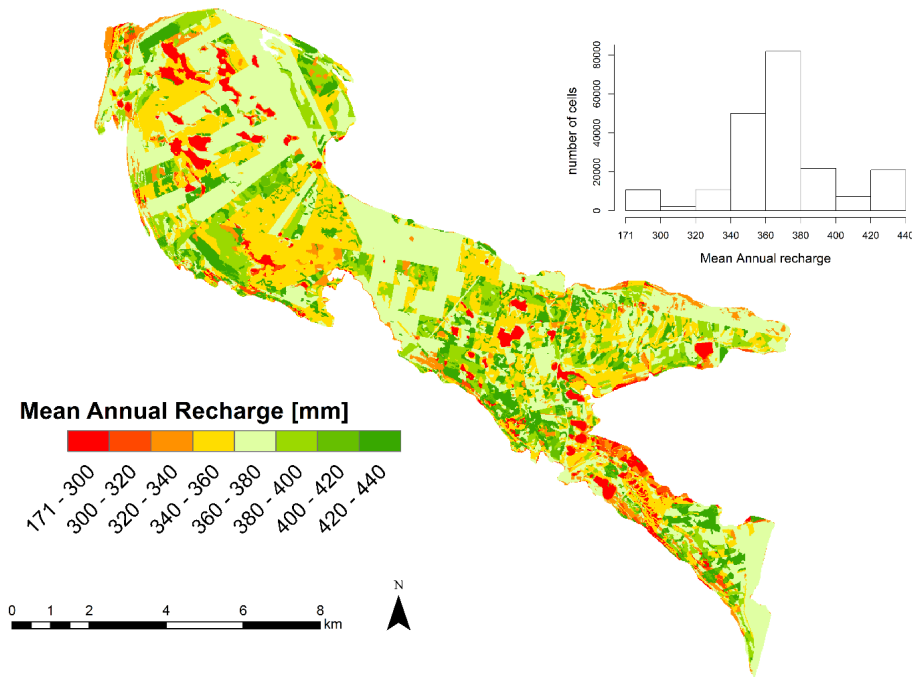 80000
60000
40000
20000
0
number of cells
171 300 320 340 360 380 400 420 440
Mean Annual recharge
Mean Annual Recharge [mm]
171 - 300
300 - 320
320 - 340
340 - 360
360 - 380
380 - 400
400 - 420
420 - 440
N
0 1 2 4 6 8
km